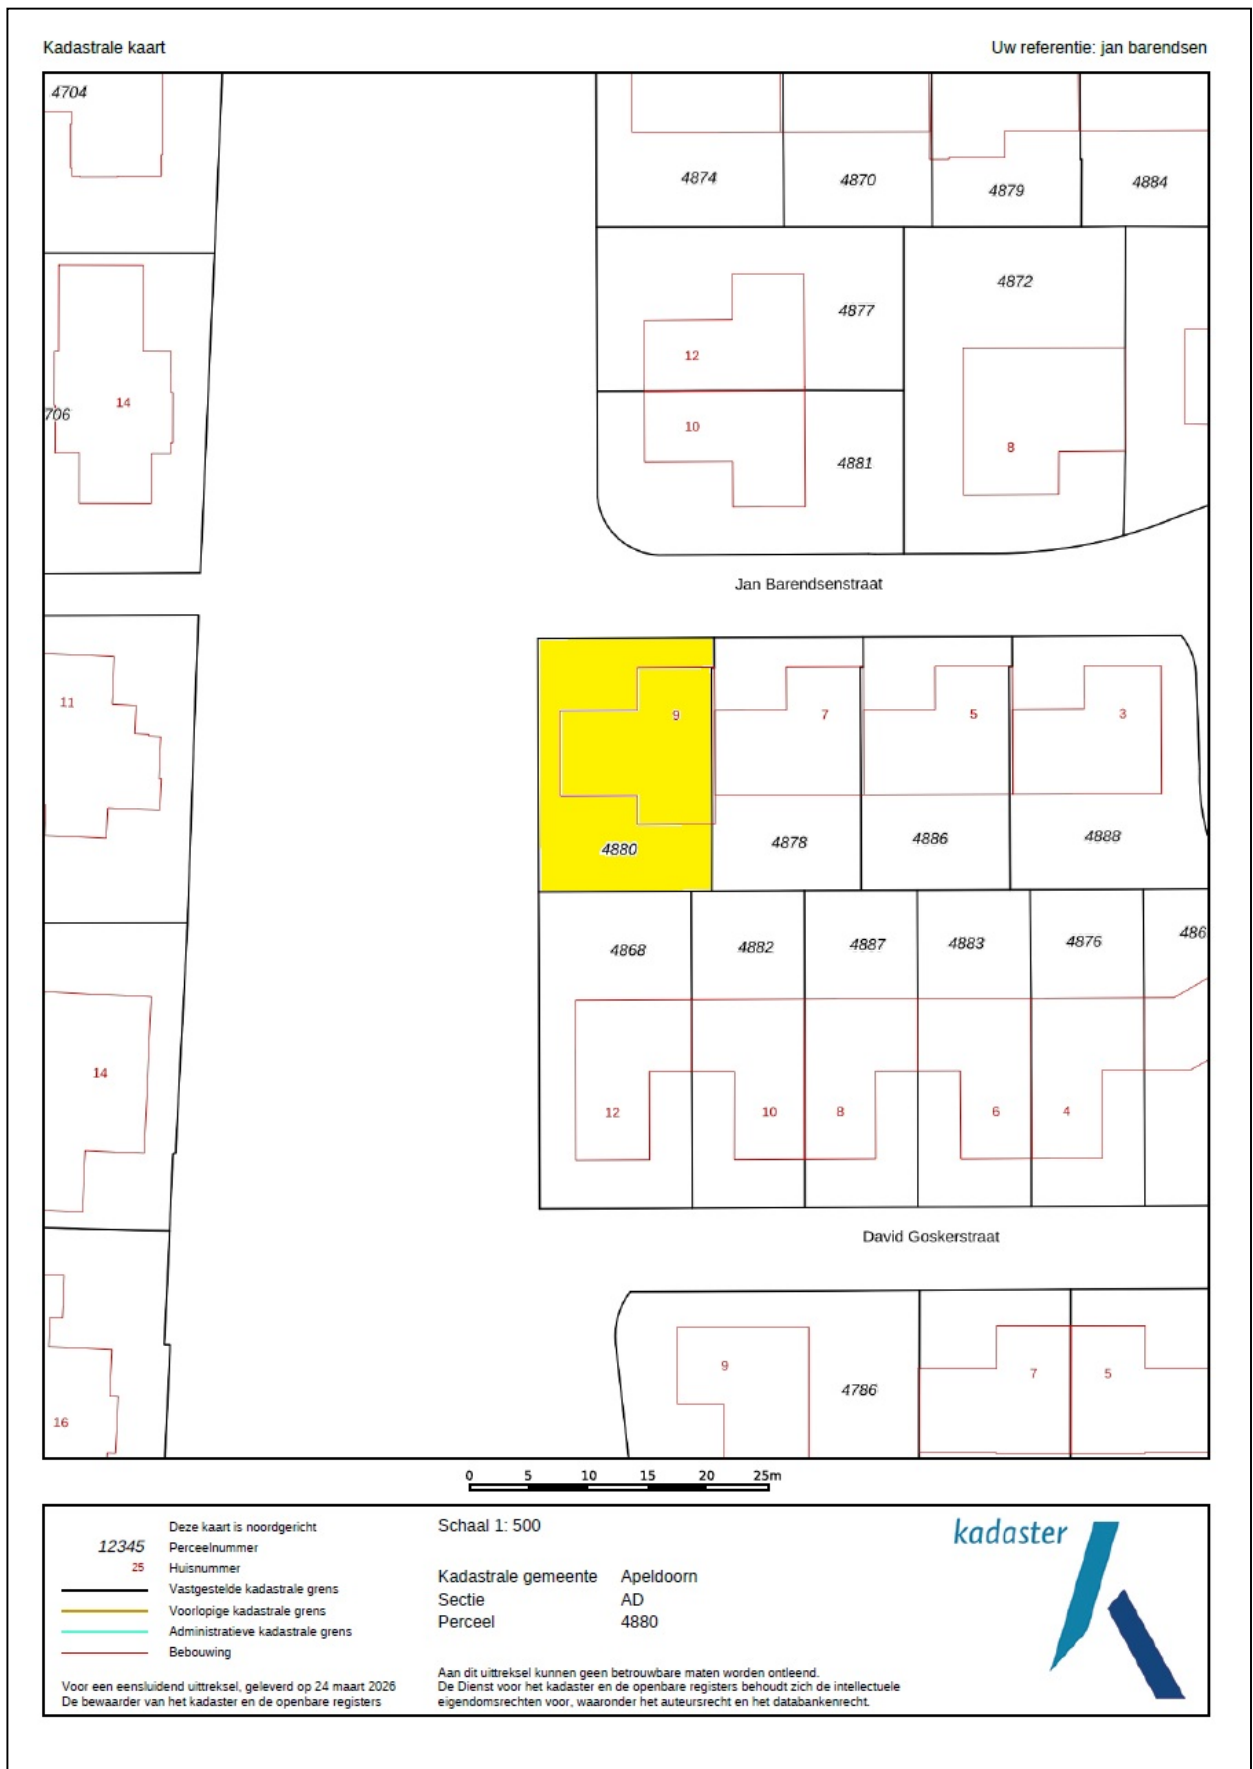 Kadastrale kaart
Uw referentie: jan barendsen
4704
4874
4870
4879
4884
4872
4877
12
14
706
10
8
4881
Jan Barendsenstraat
11
9
7
5
3
4880
4878
4886
4888
4868
4882
4887
4883
4876
486
14
12
10
8
6
4
David Goskerstraat
9
7
5
4786
16
0 5 10 15 20 25m
Deze kaart is noordgericht
12345 Perceelnummer
25 Huisnummer
Vastgestelde kadastrale grens
Voorlopige kadastrale grens
Administratieve kadastrale grens
Bebouwing
Voor een eensluidend uittreksel, geleverd op 24 maart 2026
De bewaarder van het kadaster en de openbare registers
Schaal 1: 500
Kadastrale gemeente Apeldoorn
Sectie AD
Perceel 4880
Aan dit uittreksel kunnen geen betrouwbare maten worden ontleend.
De Dienst voor het kadaster en de openbare registers behoudt zich de intellectuele
eigendomsrechten voor, waaronder het auteursrecht en het databankenrecht.
kadaster